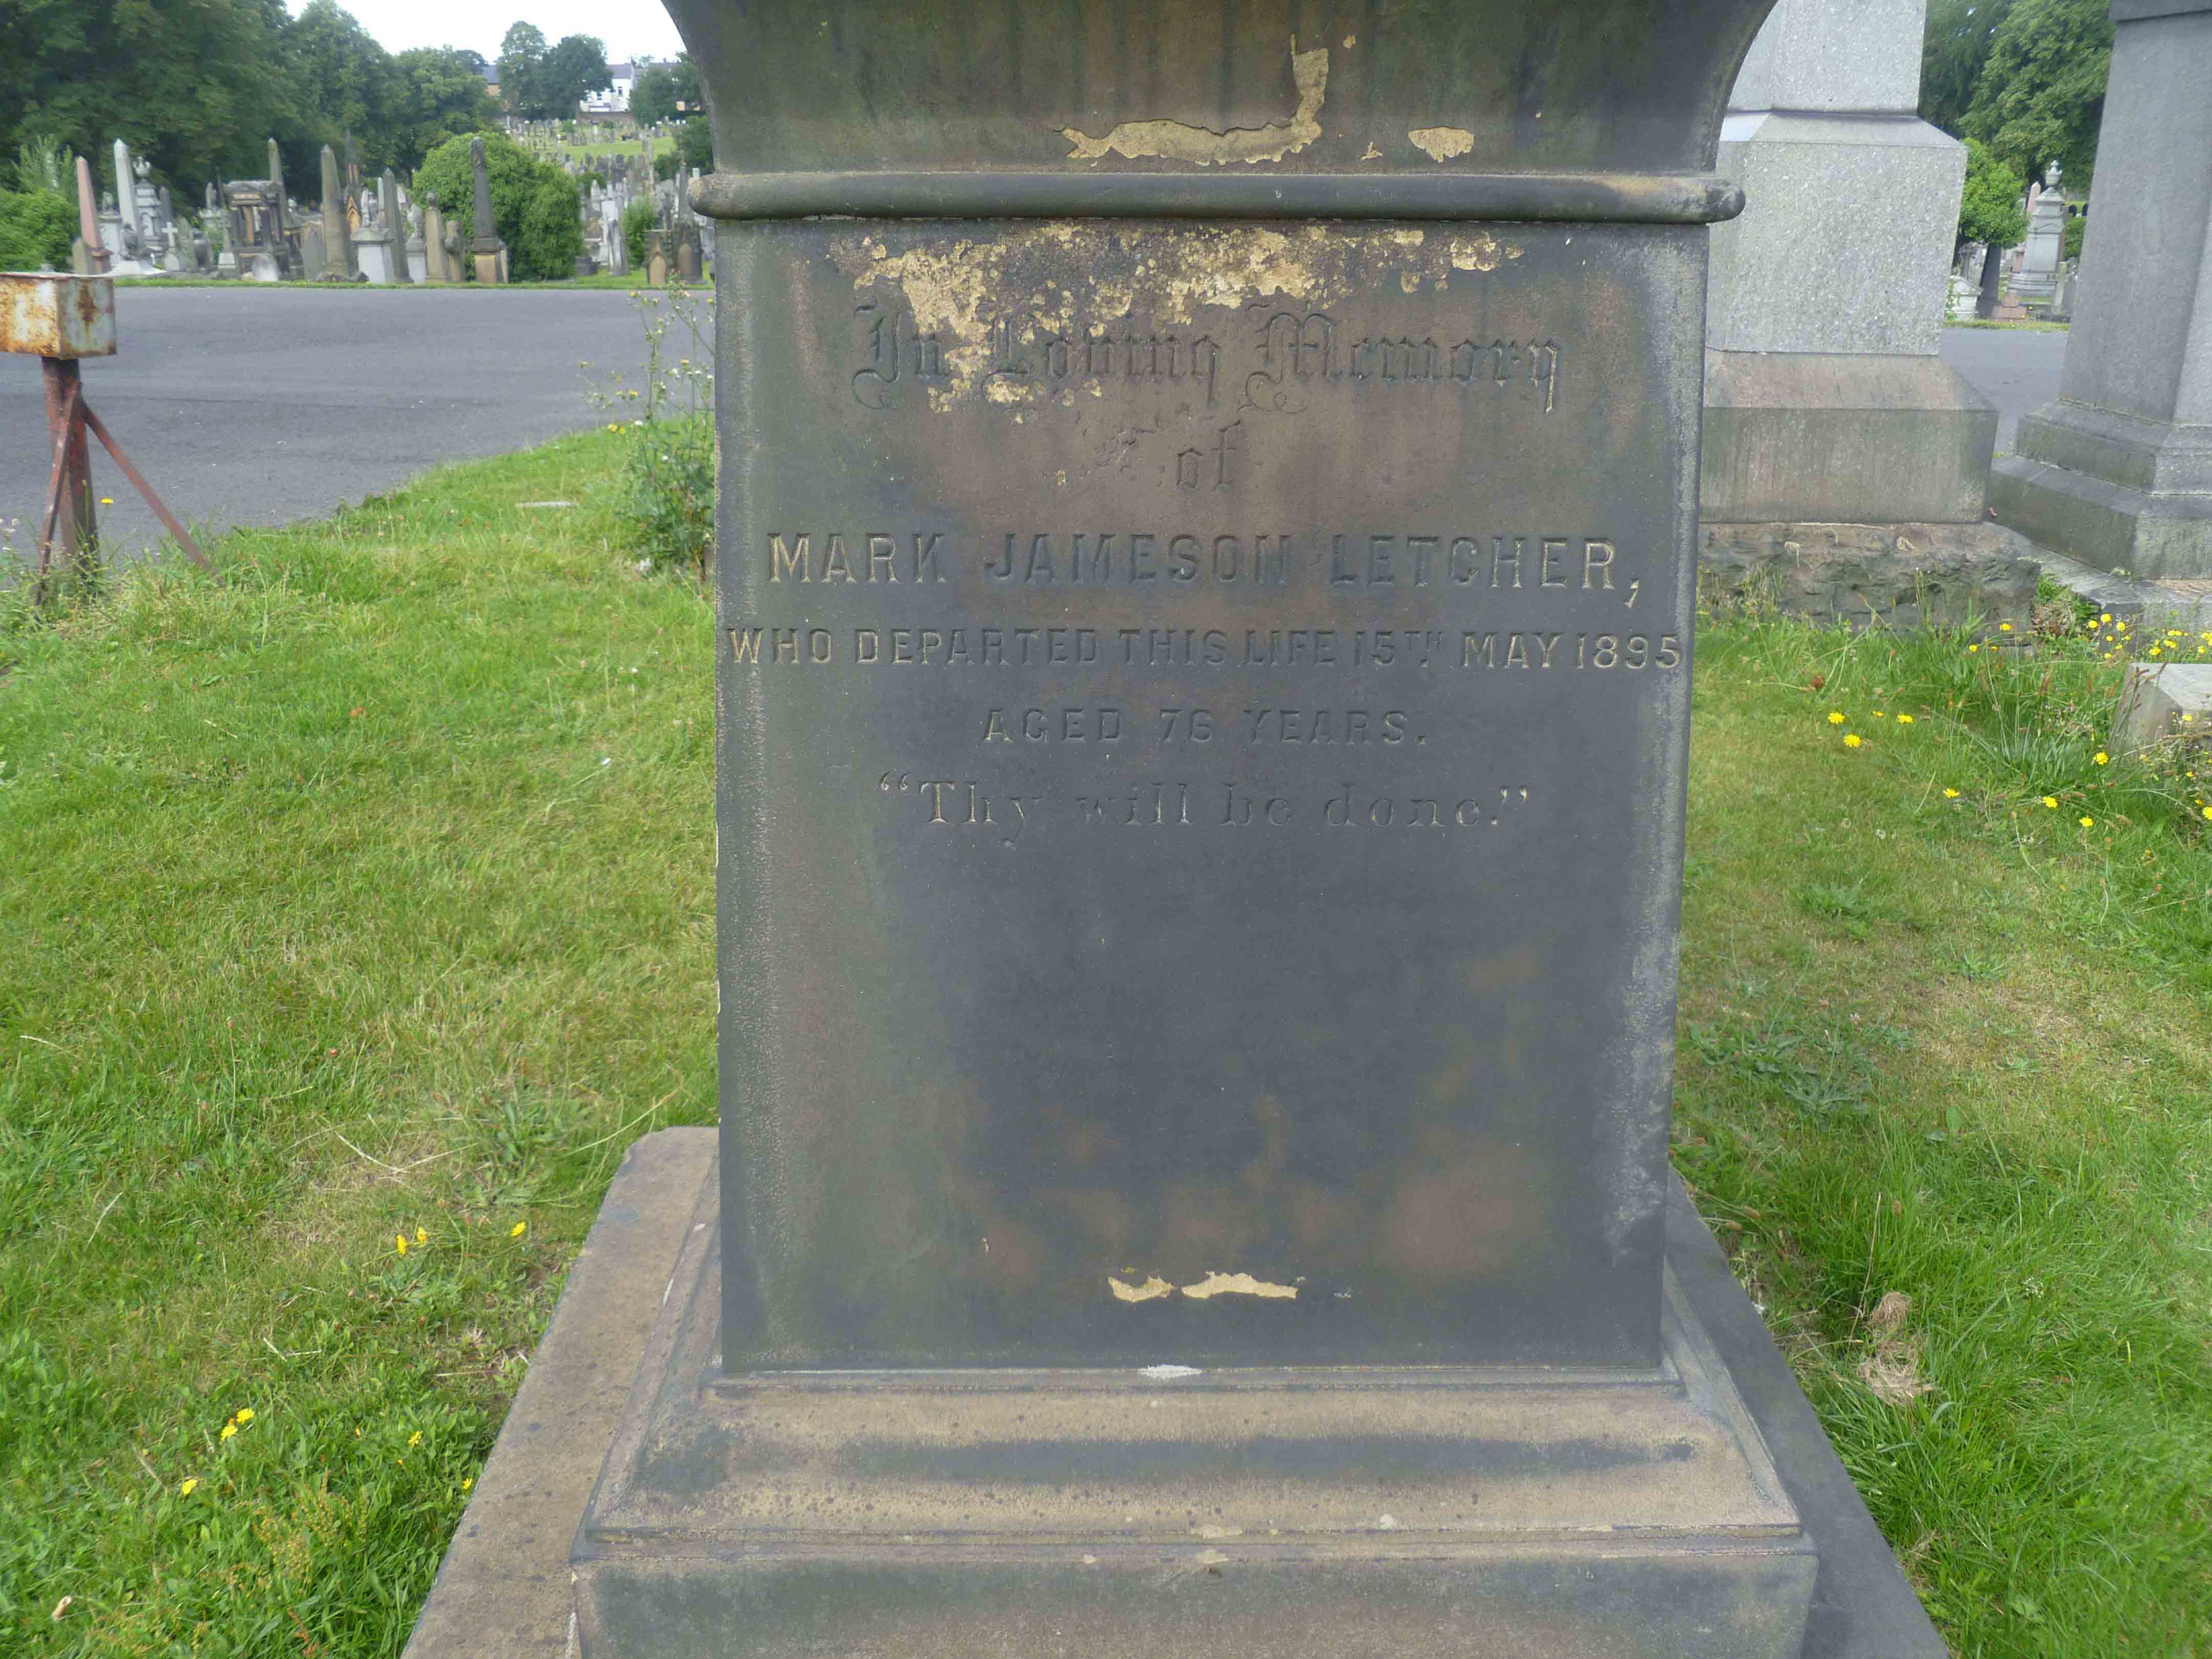 In Loving Memory
of
MARK JAMESON LETCHER,
WHO DEPARTED THIS LIFE 15TH MAY 1895
AGED 76 YEARS.
“Thy will be done.”